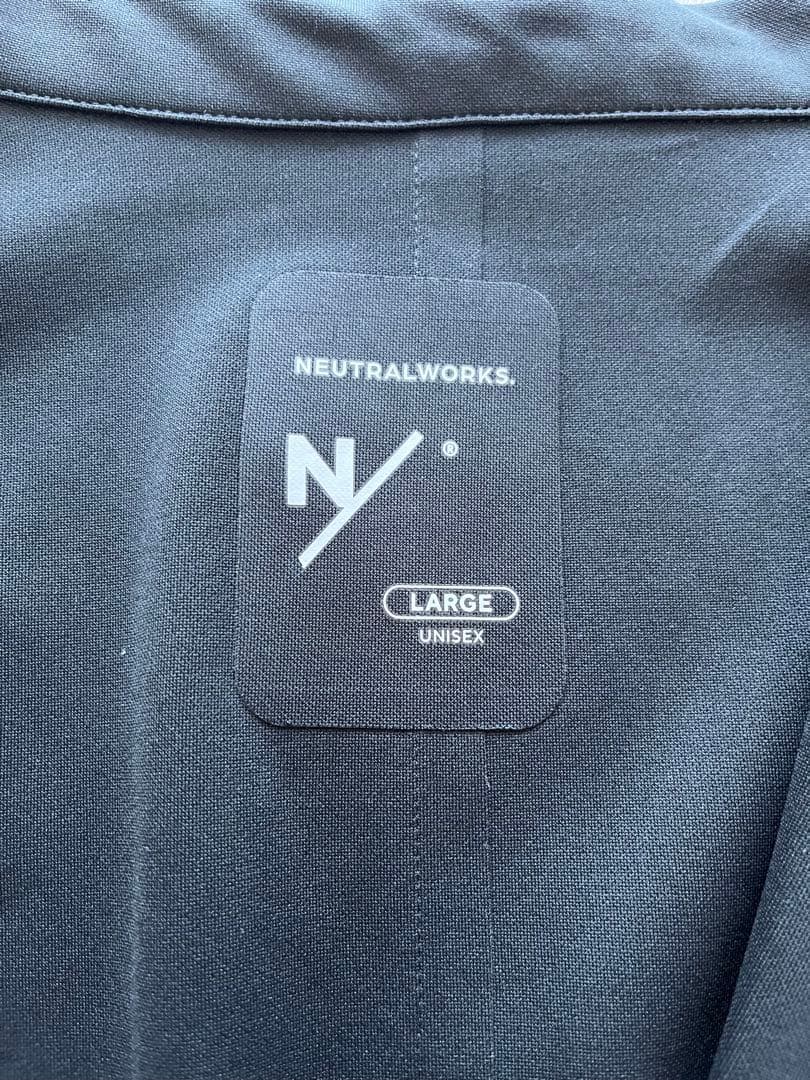 NEUTRALWORKS.
N/®
LARGE
UNISEX